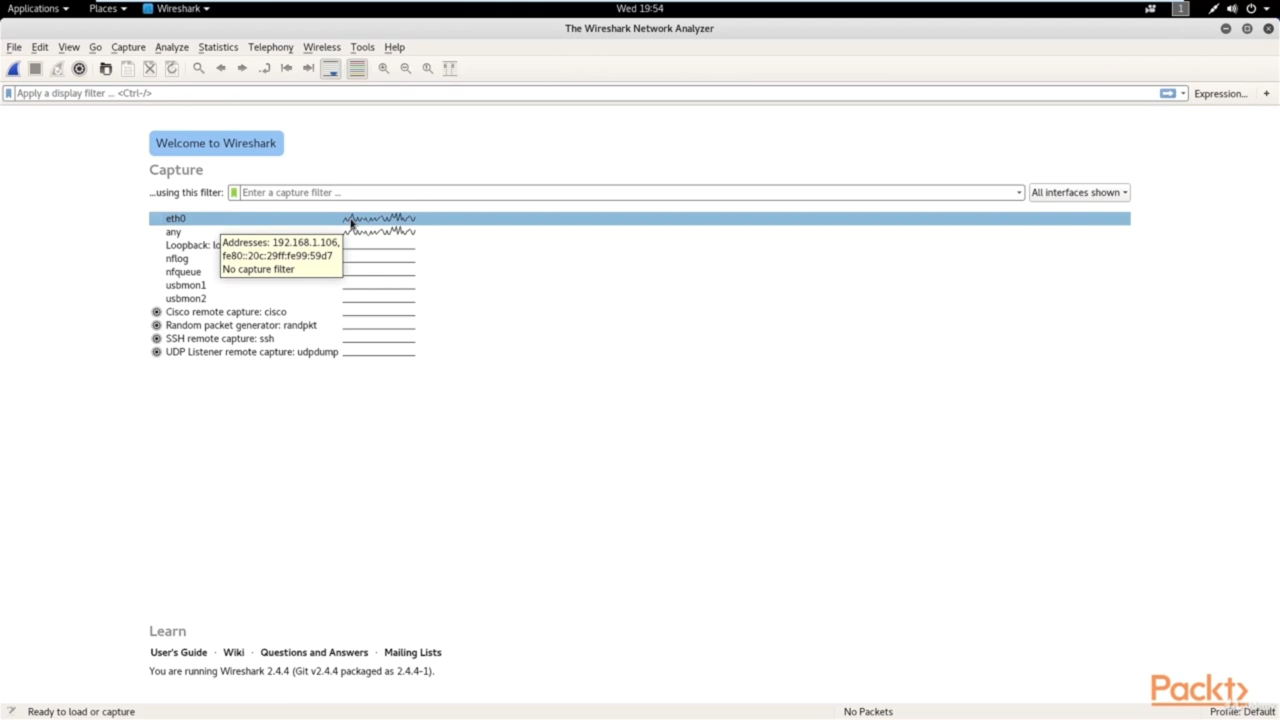 Applications Places Wireshark Wed 19:54 1
The Wireshark Network Analyzer
File Edit View Go Capture Analyze Statistics Telephony Wireless Tools Help
Apply a display filter ... <Ctrl-/> Expression... +
Welcome to Wireshark
Capture
...using this filter: Enter a capture filter ... All interfaces shown
eth0
any
Loopback: lo
nflog
nfqueue
usbmon1
usbmon2
Addresses: 192.168.1.106,
fe80::20c:29ff:fe99:59d7
No capture filter
Cisco remote capture: cisco
Random packet generator: randpkt
SSH remote capture: ssh
UDP Listener remote capture: udpdump
Learn
User's Guide · Wiki · Questions and Answers · Mailing Lists
You are running Wireshark 2.4.4 (Git v2.4.4 packaged as 2.4.4-1).
Packt>
Ready to load or capture No Packets Profile: Default